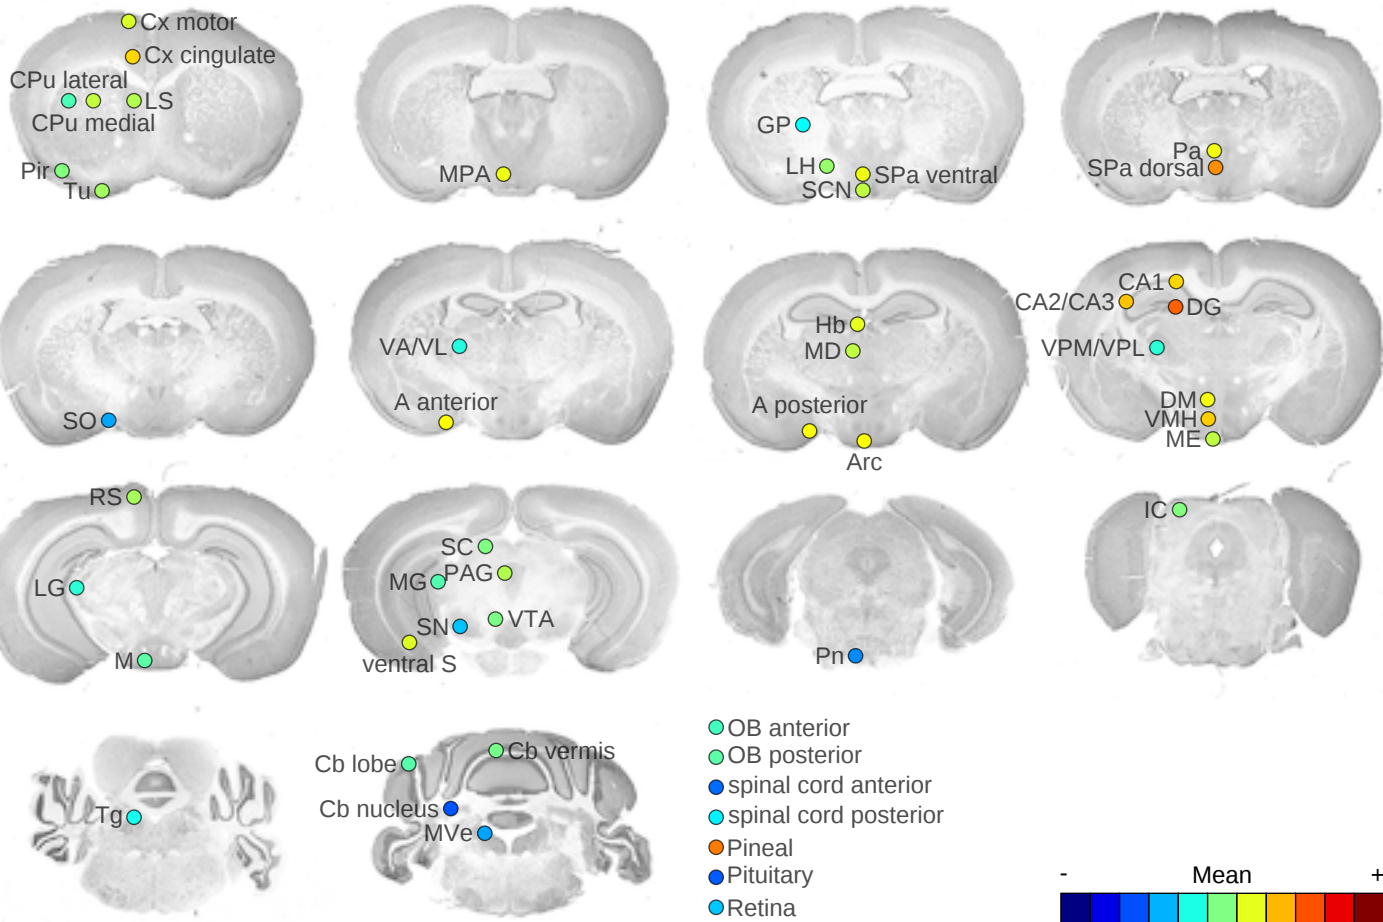 Cx motor
Cx cingulate
CPu lateral
LS
CPu medial
Pir
Tu
MPA
GP
LH
SPa ventral
SCN
Pa
SPa dorsal
SO
VA/VL
A anterior
Hb
MD
A posterior
Arc
CA1
CA2/CA3
DG
VPM/VPL
DM
VMH
ME
RS
LG
M
SC
MG
PAG
SN
VTA
ventral S
Pn
IC
Tg
Cb lobe
Cb vermis
Cb nucleus
MVe
OB anterior
OB posterior
spinal cord anterior
spinal cord posterior
Pineal
Pituitary
Retina
- Mean +